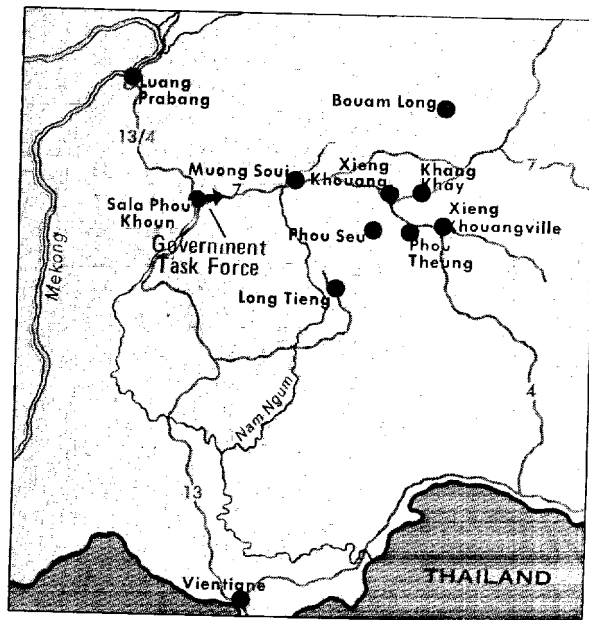 Luang
Prabang
Bouam Long
13/4
Muong Soui
Xieng
Khouang
Khang
Khay
7
7
Sala Phou
Khoun
Xieng
Khouangville
Government
Task Force
Phou Seu
Phou
Theung
Mekong
Long Tieng
Nam Ngum
4
13
THAILAND
Vientiane